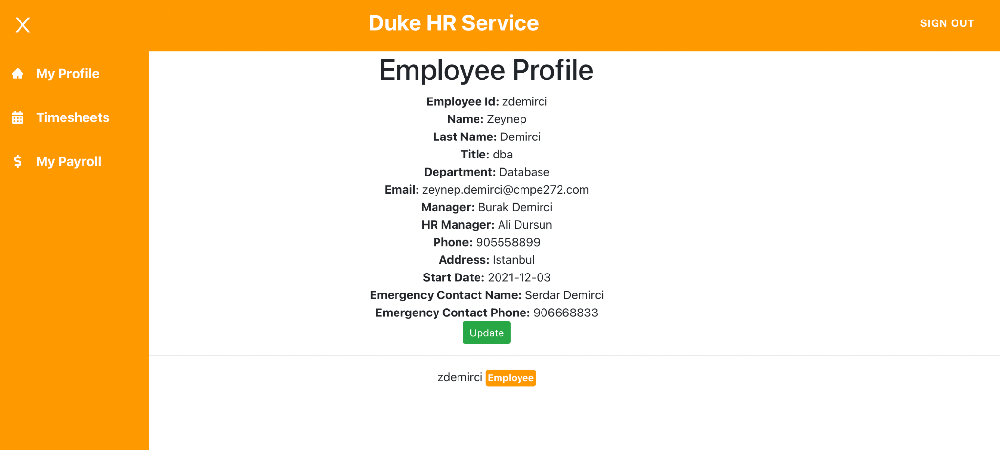 Duke HR Service
SIGN OUT
My Profile
Timesheets
My Payroll
Employee Profile
Employee Id: zdemirci
Name: Zeynep
Last Name: Demirci
Title: dba
Department: Database
Email: zeynep.demirci@cmpe272.com
Manager: Burak Demirci
HR Manager: Ali Dursun
Phone: 905558899
Address: Istanbul
Start Date: 2021-12-03
Emergency Contact Name: Serdar Demirci
Emergency Contact Phone: 906668833
Update
zdemirci Employee